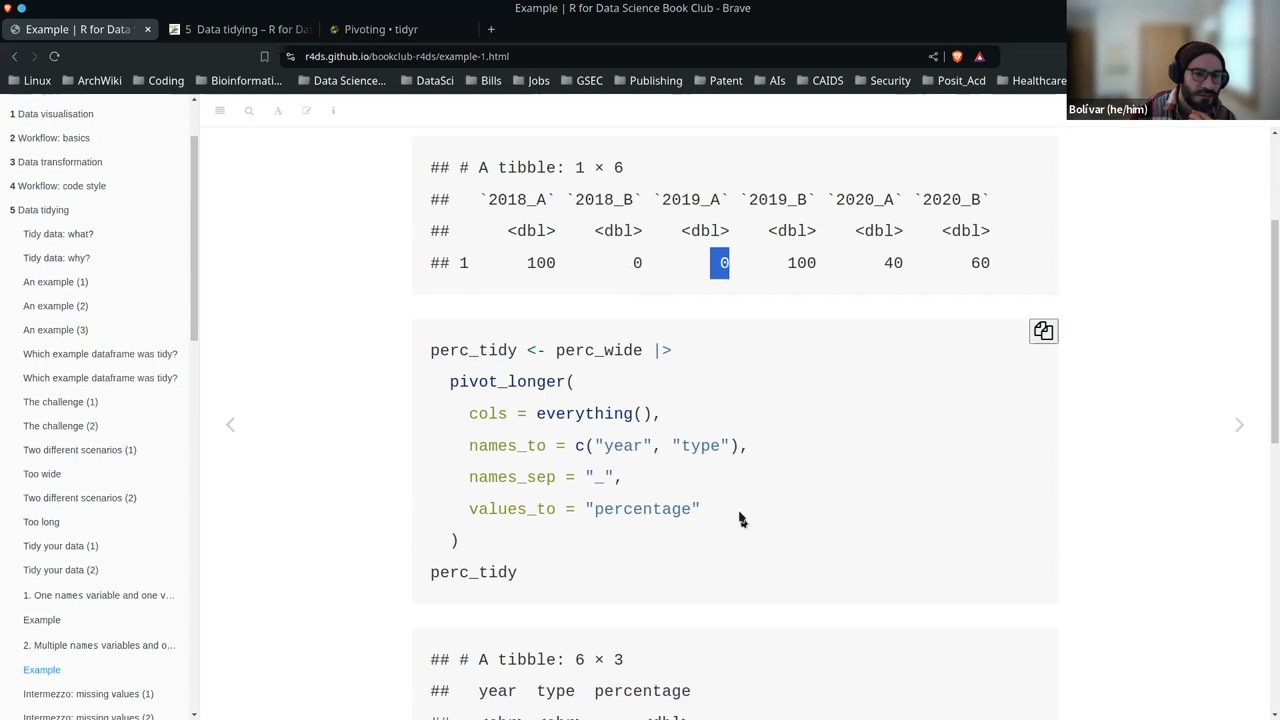 Example | R for Data Science Book Club - Brave
Example | R for Data
5 Data tidying – R for Da
Pivoting • tidyr
r4ds.github.io/bookclub-r4ds/example-1.html
Linux
ArchWiki
Coding
Bioinformati...
Data Science...
DataSci
Bills
Jobs
GSEC
Publishing
Patent
AIs
CAIDS
Security
Posit_Acd
Healthcare
Bolívar (he/him)
1 Data visualisation
2 Workflow: basics
3 Data transformation
4 Workflow: code style
5 Data tidying
Tidy data: what?
Tidy data: why?
An example (1)
An example (2)
An example (3)
Which example dataframe was tidy?
Which example dataframe was tidy?
The challenge (1)
The challenge (2)
Two different scenarios (1)
Too wide
Two different scenarios (2)
Too long
Tidy your data (1)
Tidy your data (2)
1. One names variable and one v...
Example
2. Multiple names variables and o...
Example
Intermezzo: missing values (1)
Intermezzo: missing values (2)
## # A tibble: 1 × 6
## `2018_A` `2018_B` `2019_A` `2019_B` `2020_A` `2020_B`
## <dbl> <dbl> <dbl> <dbl> <dbl> <dbl>
## 1 100 0 0 100 40 60
perc_tidy <- perc_wide |>
pivot_longer(
cols = everything(),
names_to = c("year", "type"),
names_sep = "_",
values_to = "percentage"
)
perc_tidy
## # A tibble: 6 × 3
## year type percentage
## <chr> <chr> <dbl>